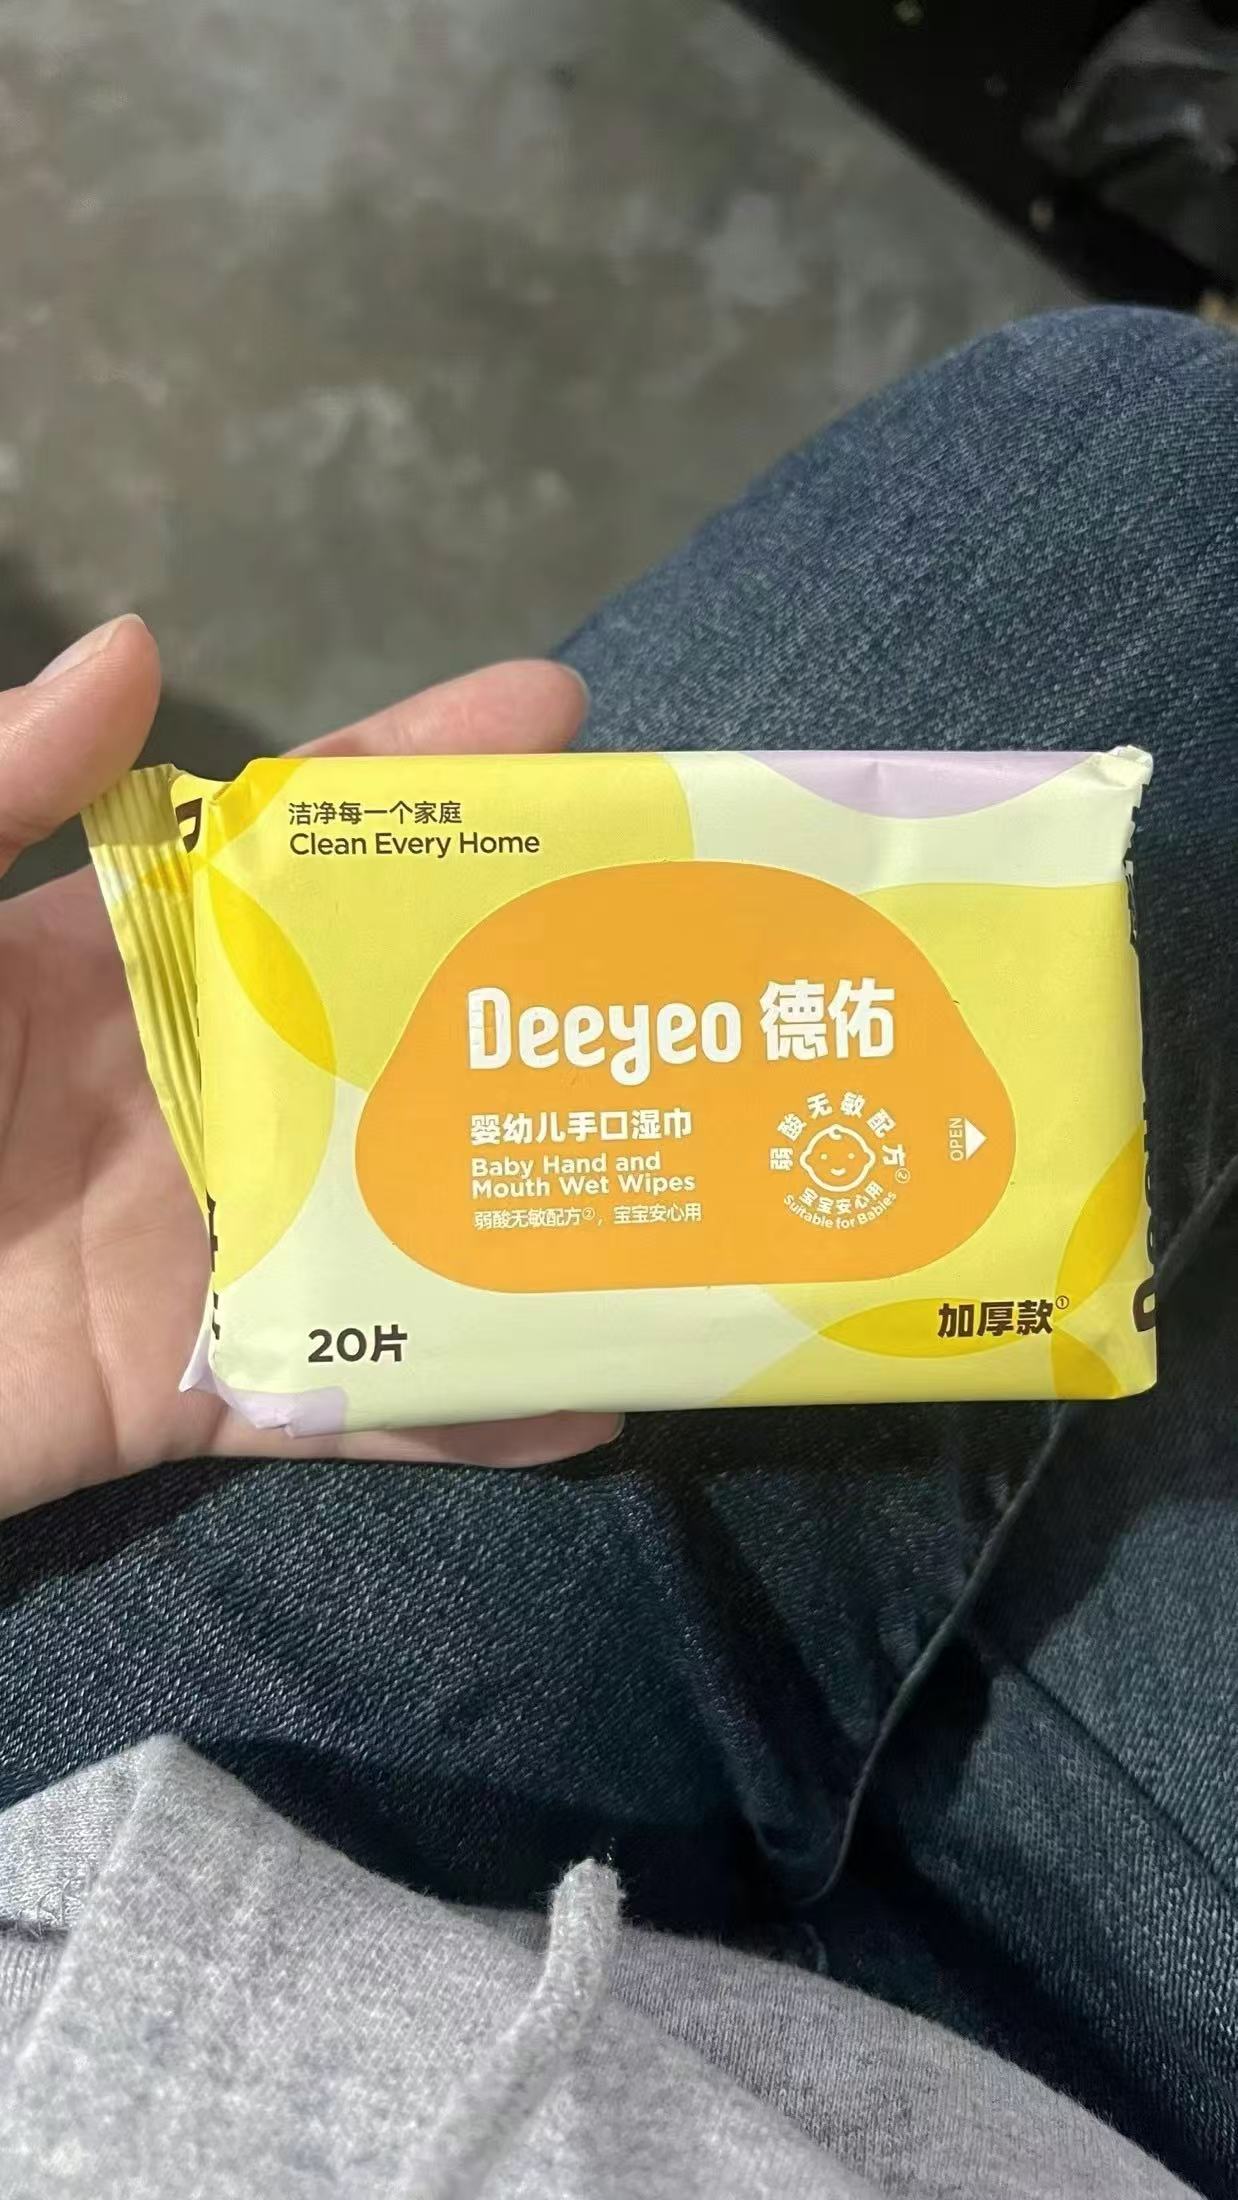 洁净每一个家庭
Clean Every Home
Deeyeo 德佑
婴幼儿手口湿巾
Baby Hand and
Mouth Wet Wipes
弱酸无敏配方②，宝宝安心用
弱酸无敏配方②
宝宝安心用
Suitable for Babies
OPEN
20片
加厚款①